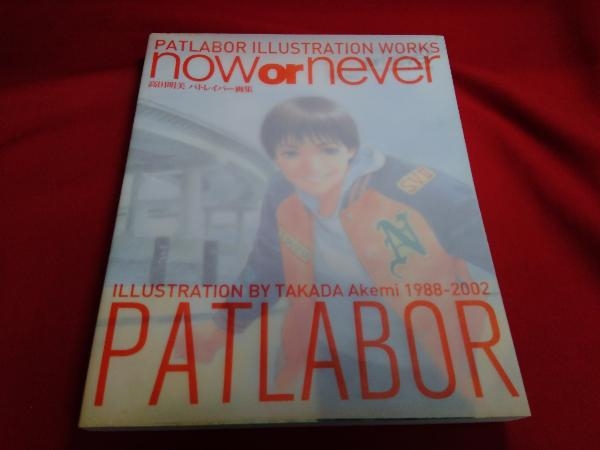 PATLABOR ILLUSTRATION WORKS
now or never
高田明美 パトレイバー画集
SV2
A
ILLUSTRATION BY TAKADA Akemi 1988-2002
PATLABOR